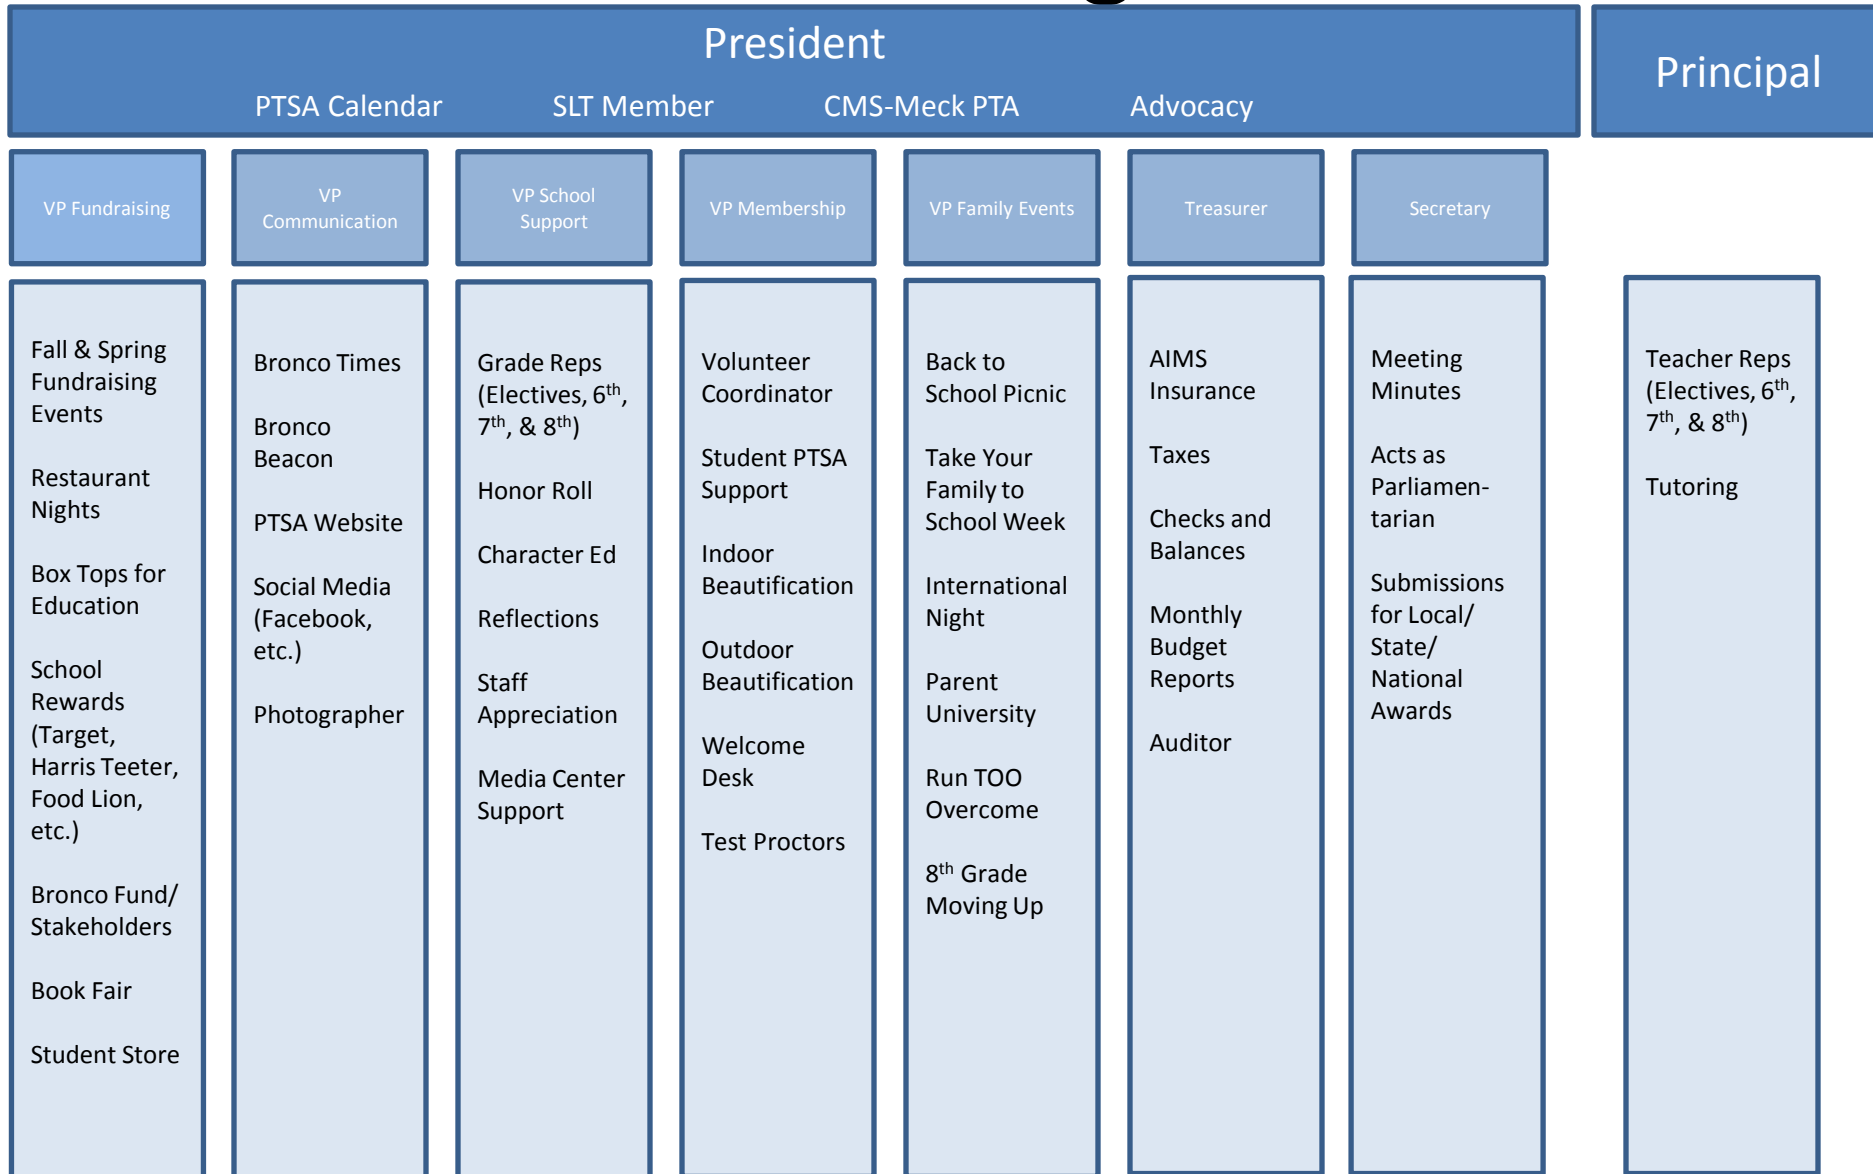 President
PTSA Calendar SLT Member CMS-Meck PTA Advocacy
Principal
VP Fundraising
VP
Communication
VP School
Support
VP Membership
VP Family Events
Treasurer
Secretary
Fall & Spring
Fundraising
Events
Restaurant
Nights
Box Tops for
Education
School
Rewards
(Target,
Harris Teeter,
Food Lion,
etc.)
Bronco Fund/
Stakeholders
Book Fair
Student Store
Bronco Times
Bronco
Beacon
PTSA Website
Social Media
(Facebook,
etc.)
Photographer
Grade Reps
(Electives, 6th,
7th, & 8th)
Honor Roll
Character Ed
Reflections
Staff
Appreciation
Media Center
Support
Volunteer
Coordinator
Student PTSA
Support
Indoor
Beautification
Outdoor
Beautification
Welcome
Desk
Test Proctors
Back to
School Picnic
Take Your
Family to
School Week
International
Night
Parent
University
Run TOO
Overcome
8th Grade
Moving Up
AIMS
Insurance
Taxes
Checks and
Balances
Monthly
Budget
Reports
Auditor
Meeting
Minutes
Acts as
Parliamen-
tarian
Submissions
for Local/
State/
National
Awards
Teacher Reps
(Electives, 6th,
7th, & 8th)
Tutoring